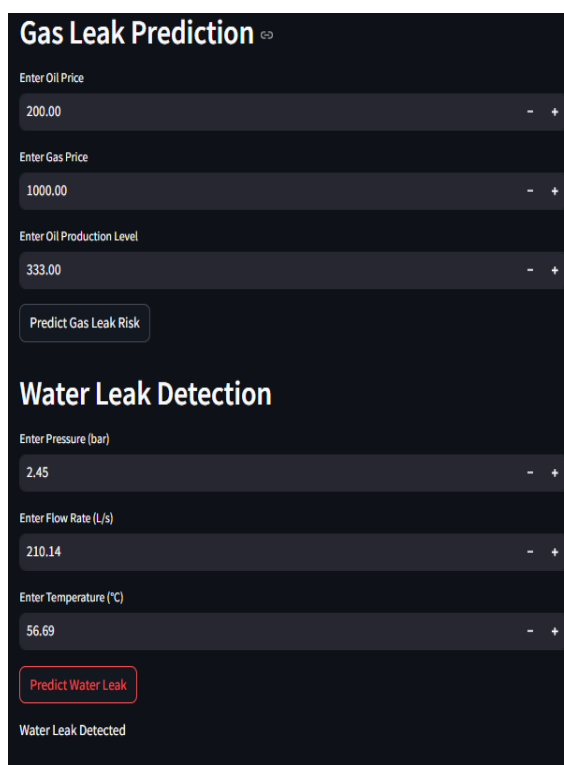 Gas Leak Prediction
Enter Oil Price
200.00 - +
Enter Gas Price
1000.00 - +
Enter Oil Production Level
333.00 - +
Predict Gas Leak Risk
Water Leak Detection
Enter Pressure (bar)
2.45 - +
Enter Flow Rate (L/s)
210.14 - +
Enter Temperature (°C)
56.69 - +
Predict Water Leak
Water Leak Detected